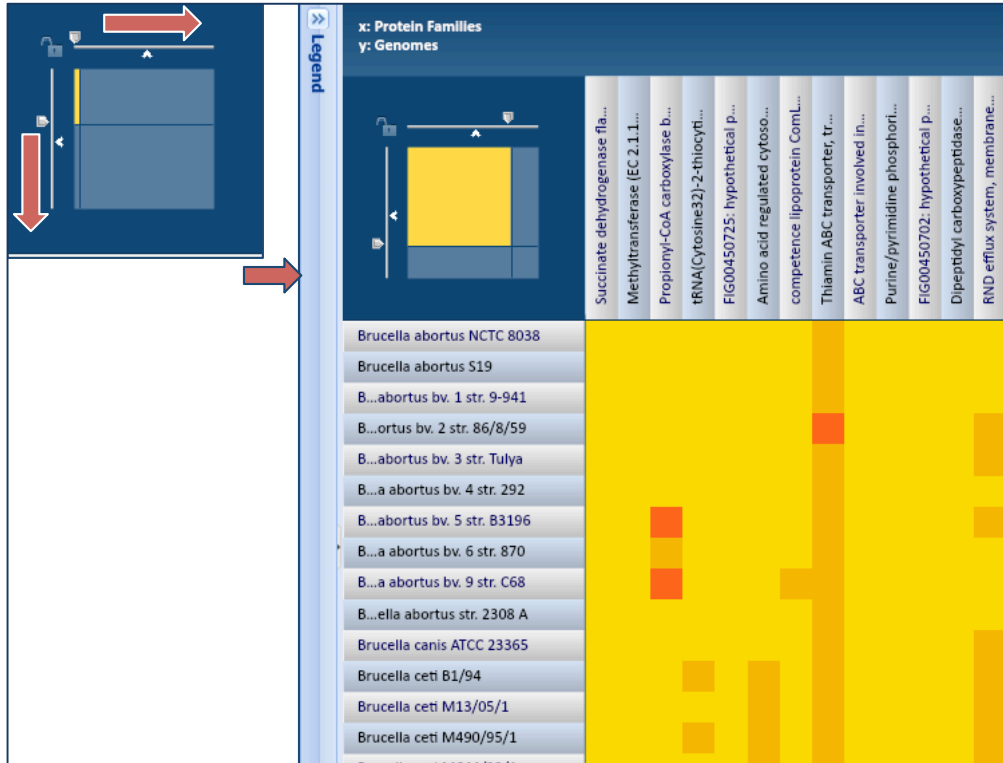 Legend
x: Protein Families
y: Genomes
Succinate dehydrogenase fla...
Methyltransferase (EC 2.1.1...
Propionyl-CoA carboxylase b...
tRNA(Cytosine32)-2-thiocyti...
FIG00450725: hypothetical p...
Amino acid regulated cytoso...
competence lipoprotein ComL...
Thiamin ABC transporter, tr...
ABC transporter involved in...
Purine/pyrimidine phosphori...
FIG00450702: hypothetical p...
Dipeptidyl carboxypeptidase...
RND efflux system, membrane...
Brucella abortus NCTC 8038
Brucella abortus S19
B...abortus bv. 1 str. 9-941
B...ortus bv. 2 str. 86/8/59
B...abortus bv. 3 str. Tulya
B...a abortus bv. 4 str. 292
B...abortus bv. 5 str. B3196
B...a abortus bv. 6 str. 870
B...a abortus bv. 9 str. C68
B...ella abortus str. 2308 A
Brucella canis ATCC 23365
Brucella ceti B1/94
Brucella ceti M13/05/1
Brucella ceti M490/95/1